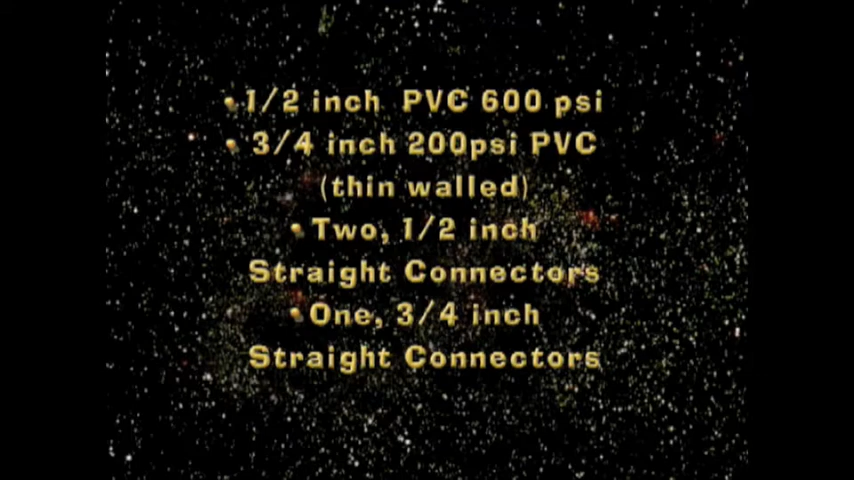 •1/2 inch PVC 600 psi
• 3/4 inch 200psi PVC
(thin walled)
•Two, 1/2 inch
Straight Connectors
•One, 3/4 inch
Straight Connectors